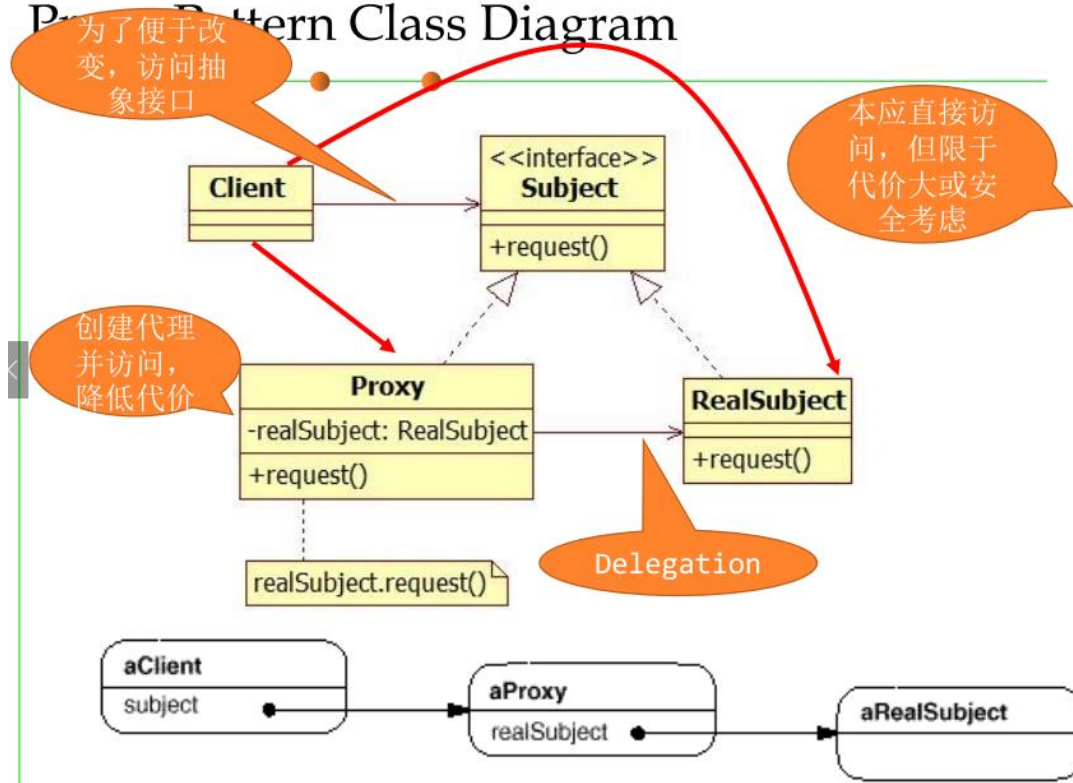 Pattern Class Diagram
为了便于改
变，访问抽
象接口
本应直接访
问，但限于
代价大或安
全考虑
Client
<<interface>>
Subject
+request()
创建代理
并访问，
降低代价
Proxy
-realSubject: RealSubject
+request()
RealSubject
+request()
realSubject.request()
Delegation
aClient
subject
aProxy
realSubject
aRealSubject